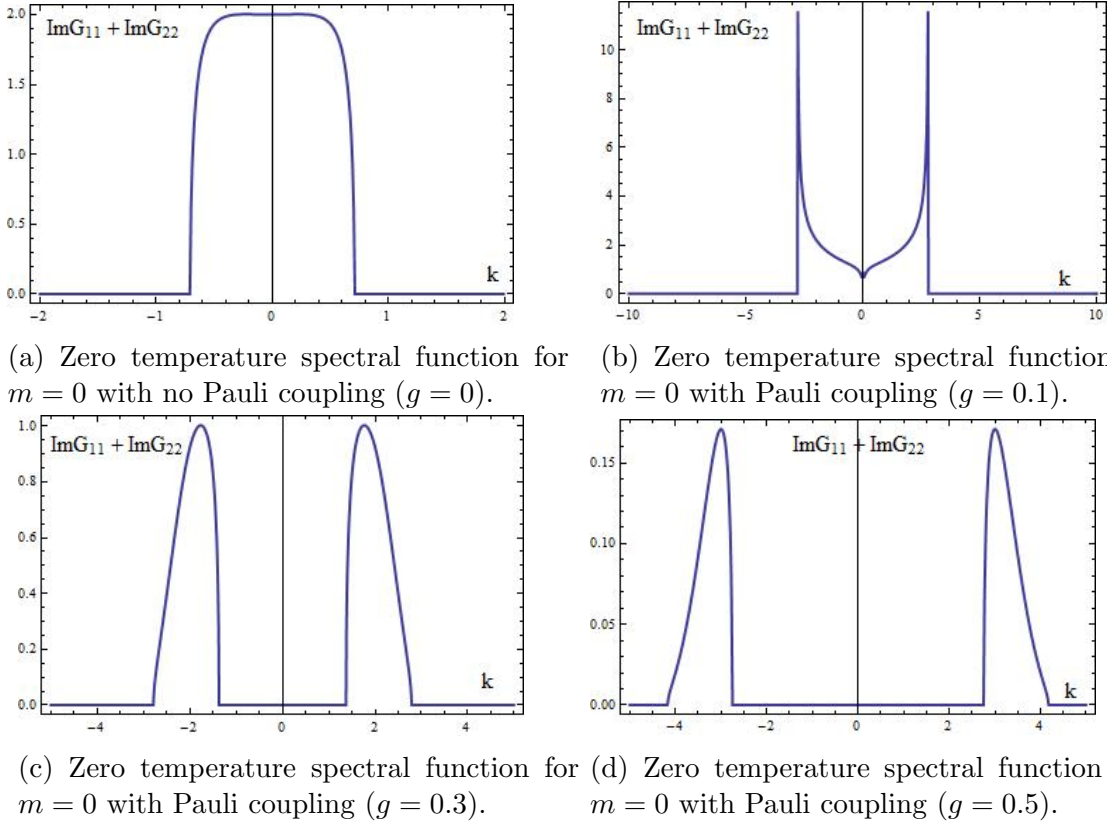 2.0
ImG₁₁ + ImG₂₂
1.5
1.0
0.5
0.0
k
−2 −1 0 1 2
ImG₁₁ + ImG₂₂
10
8
6
4
2
0
k
−10 −5 0 5 10
(a) Zero temperature spectral function for
m = 0 with no Pauli coupling (g = 0).
(b) Zero temperature spectral function
m = 0 with Pauli coupling (g = 0.1).
1.0
ImG₁₁ + ImG₂₂
0.8
0.6
0.4
0.2
0.0
k
−4 −2 0 2 4
ImG₁₁ + ImG₂₂
0.15
0.10
0.05
0.00
k
−4 −2 0 2 4
(c) Zero temperature spectral function for
m = 0 with Pauli coupling (g = 0.3).
(d) Zero temperature spectral function
m = 0 with Pauli coupling (g = 0.5).